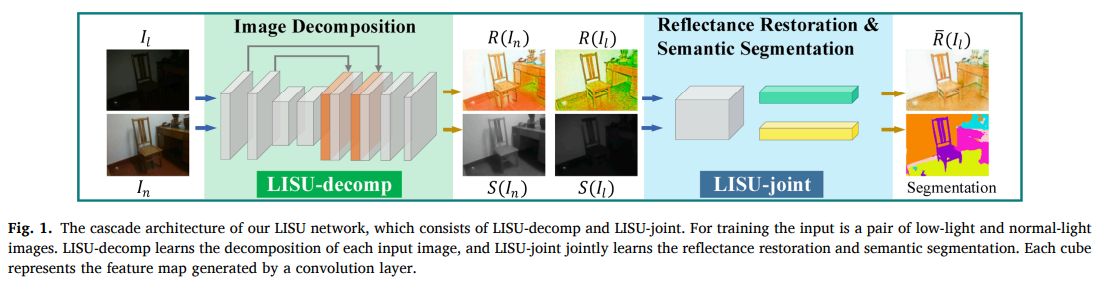 Image Decomposition
Reflectance Restoration &
Semantic Segmentation
I_l
R(I_n)
R(I_l)
R̄(I_l)
I_n
LISU-decomp
S(I_n)
S(I_l)
LISU-joint
Segmentation
Fig. 1. The cascade architecture of our LISU network, which consists of LISU-decomp and LISU-joint. For training the input is a pair of low-light and normal-light
images. LISU-decomp learns the decomposition of each input image, and LISU-joint jointly learns the reflectance restoration and semantic segmentation. Each cube
represents the feature map generated by a convolution layer.